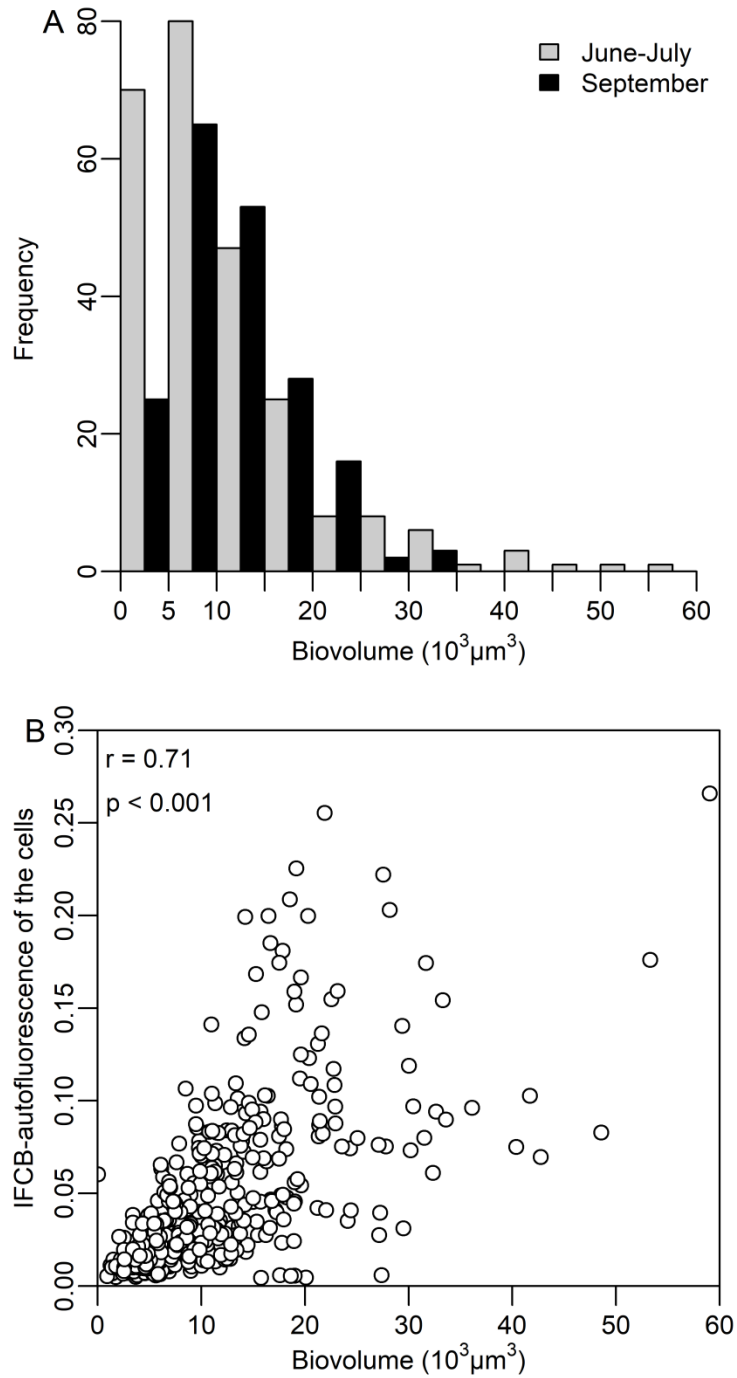 A
80
60
40
20
0
Frequency
June-July
September
0 5 10 20 30 40 50 60
Biovolume (10³µm³)
B
0.30
0.25
0.20
0.15
0.10
0.05
0.00
IFCB-autofluorescence of the cells
r = 0.71
p < 0.001
0 10 20 30 40 50 60
Biovolume (10³µm³)